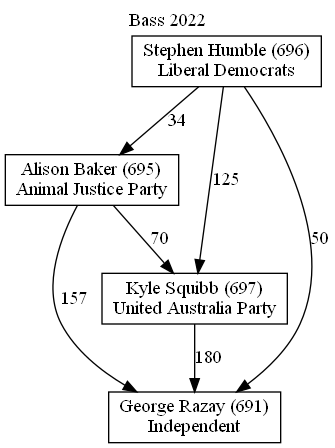 Bass 2022
Stephen Humble (696)
Liberal Democrats
34
Alison Baker (695)
Animal Justice Party
125
50
70
157
Kyle Squibb (697)
United Australia Party
180
George Razay (691)
Independent